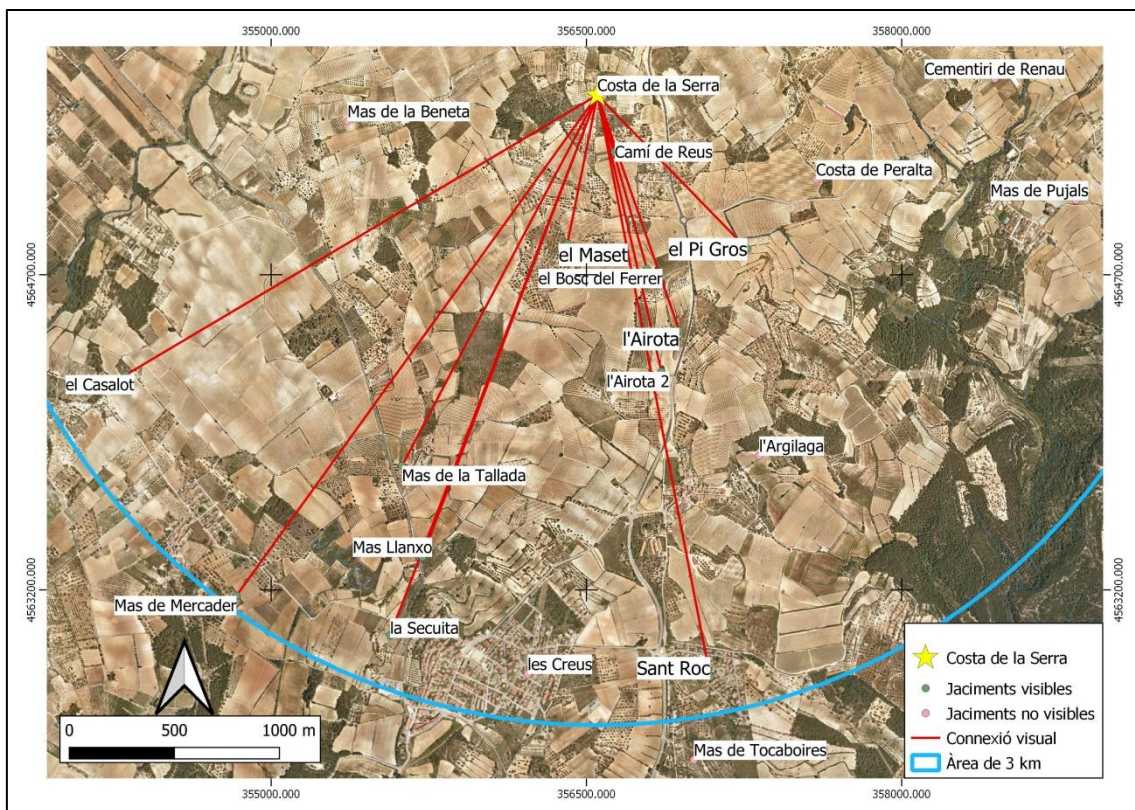 355000.000 356500.000 358000.000
Cementiri de Renau
Costa de la Serra
Mas de la Beneta
Camí de Reus
Costa de Peralta
Mas de Pujals
el Maset
el Pi Gros
4564700.000 4564700.000
el Bosc del Ferrer
l'Airota
el Casalot
l'Airota 2
l'Argilaga
Mas de la Tallada
Mas Llanxo
4563200.000 4563200.000
Mas de Mercader
la Secuita
les Creus
Sant Roc
Mas de Tocaboires
0 500 1000 m
Costa de la Serra
Jaciments visibles
Jaciments no visibles
Connexió visual
Àrea de 3 km
355000.000 356500.000 358000.000